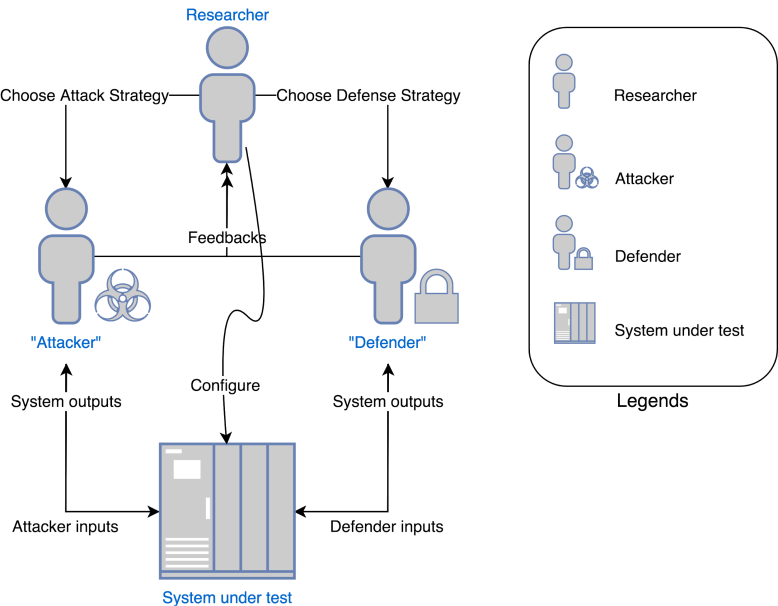 Researcher
Choose Attack Strategy
Choose Defense Strategy
Feedbacks
"Attacker"
"Defender"
System outputs
Configure
System outputs
Attacker inputs
Defender inputs
System under test
Researcher
Attacker
Defender
System under test
Legends